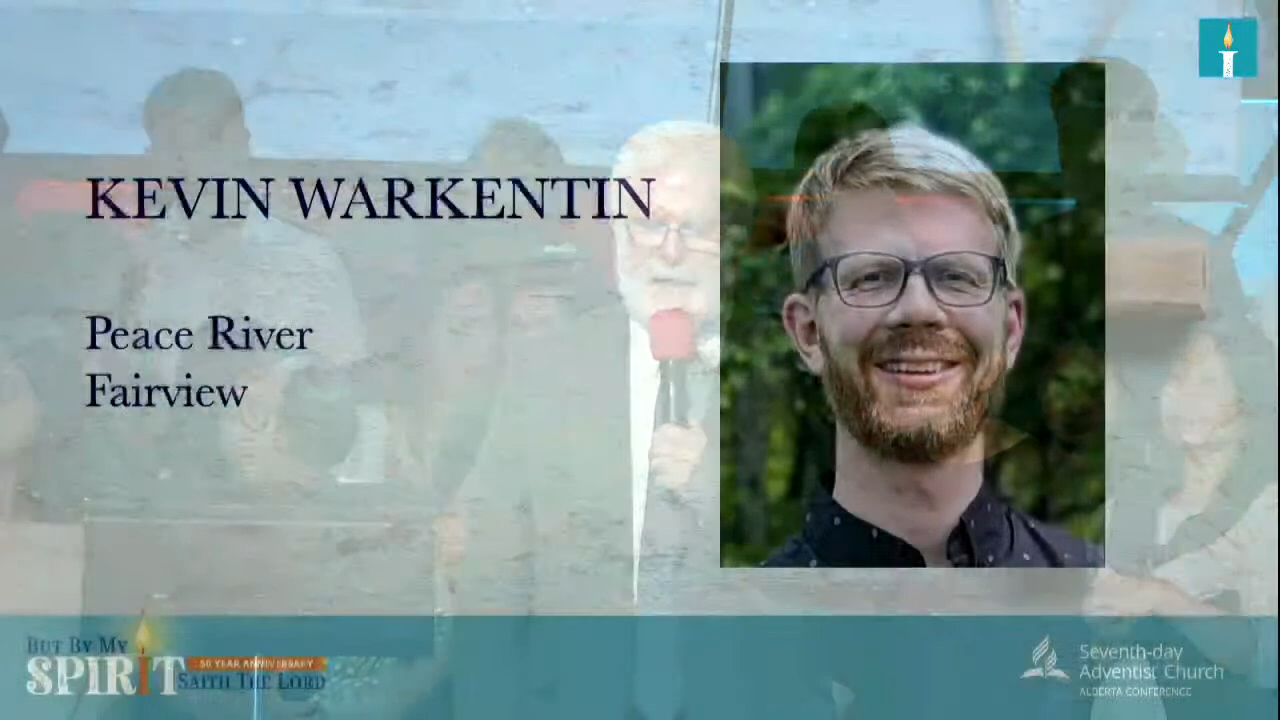 KEVIN WARKENTIN
Peace River
Fairview
BUT BY MY
SPIRIT
50 YEAR ANNIVERSARY
SAITH THE LORD
Seventh-day
Adventist Church
ALBERTA CONFERENCE